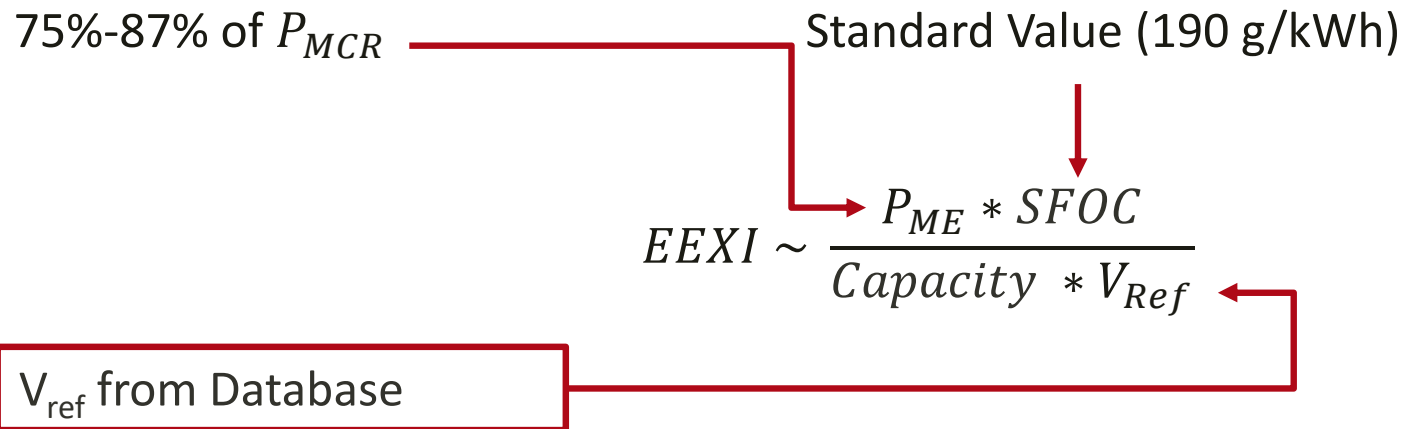 75%-87% of P_MCR
Standard Value (190 g/kWh)
P_ME * SFOC
EEXI ~
Capacity * V_Ref
V_ref from Database